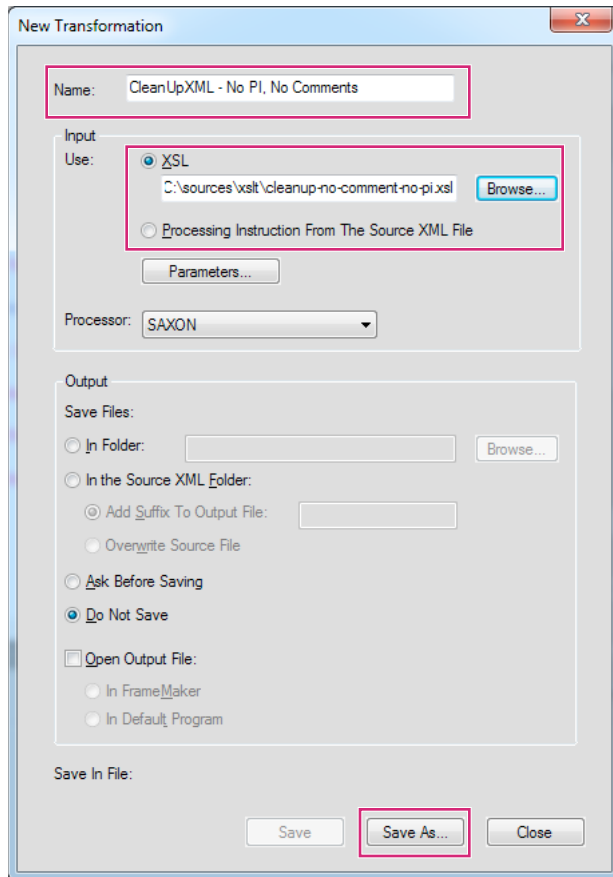 New Transformation
Name: CleanUpXML - No PI, No Comments
Input
Use: XSL
C:\sources\xslt\cleanup-no-comment-no-pi.xsl Browse...
Processing Instruction From The Source XML File
Parameters...
Processor: SAXON
Output
Save Files:
In Folder: Browse...
In the Source XML Folder:
Add Suffix To Output File:
Overwrite Source File
Ask Before Saving
Do Not Save
Open Output File:
In FrameMaker
In Default Program
Save In File:
Save Save As... Close